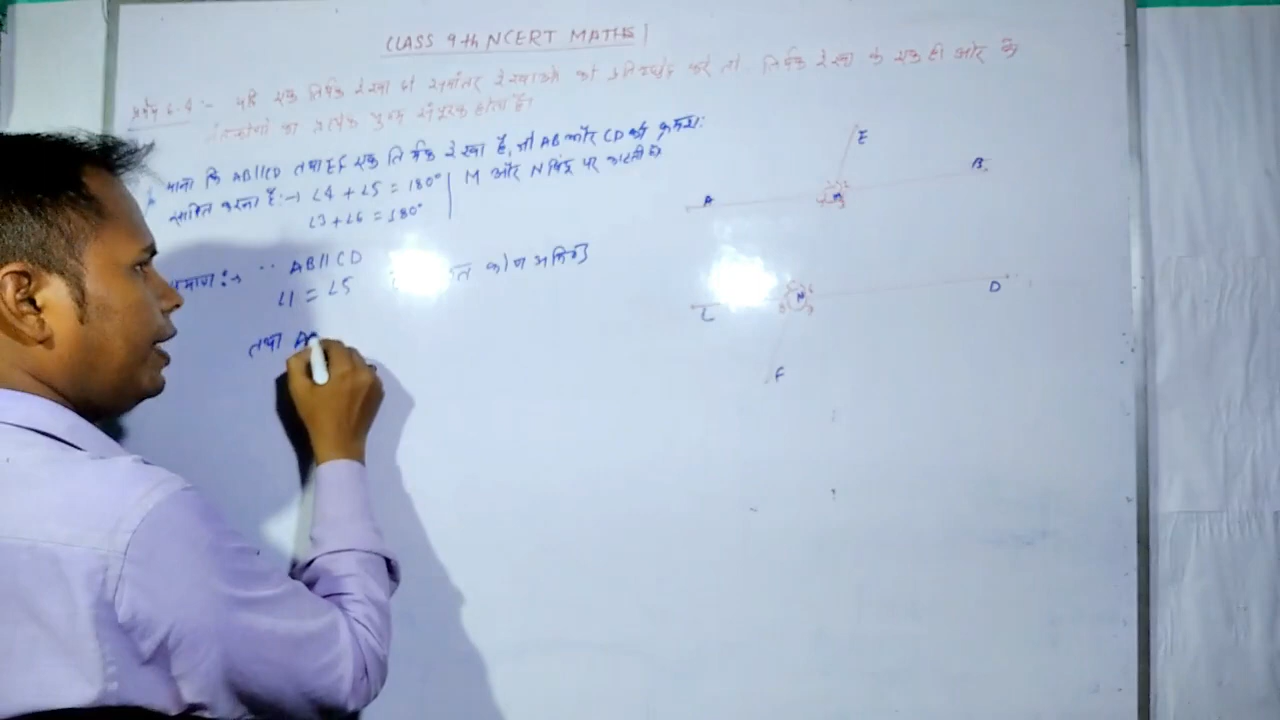 CLASS 9th NCERT MATHS
प्रमेय 6.4 :- यदि एक तिर्यक रेखा दो समांतर रेखाओं को प्रतिच्छेद करे तो तिर्यक रेखा के एक ही ओर के
अंतःकोणों का प्रत्येक युग्म संपूरक होता है।
माना कि AB||CD तथा EF एक तिर्यक रेखा है, जो AB और CD को क्रमशः
M और N बिंदू पर काटती है
साबित करना है:→ ∠4 + ∠5 = 180°
∠3 + ∠6 = 180°
प्रमाण:→ ∵ AB||CD
∠1 = ∠5 कोण
तथा
E
A
B
2
M
C
N
D
F